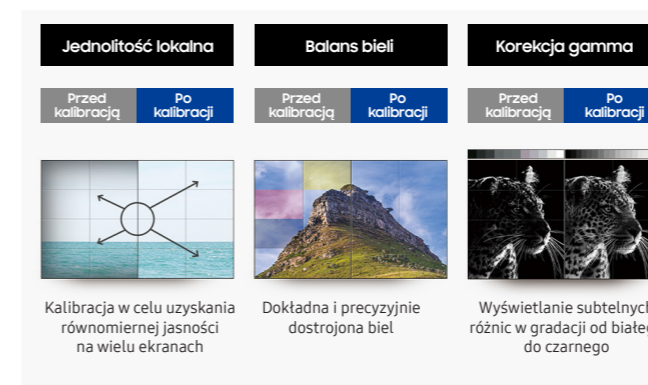 Jednolitość lokalna
Balans bieli
Korekcja gamma
Przed
kalibracją
Po
kalibracji
Przed
kalibracją
Po
kalibracji
Przed
kalibracją
Po
kalibracji
Kalibracja w celu uzyskania
równomiernej jasności
na wielu ekranach
Dokładna i precyzyjnie
dostrojona biel
Wyświetlanie subtelnych
różnic w gradacji od
do czarnego